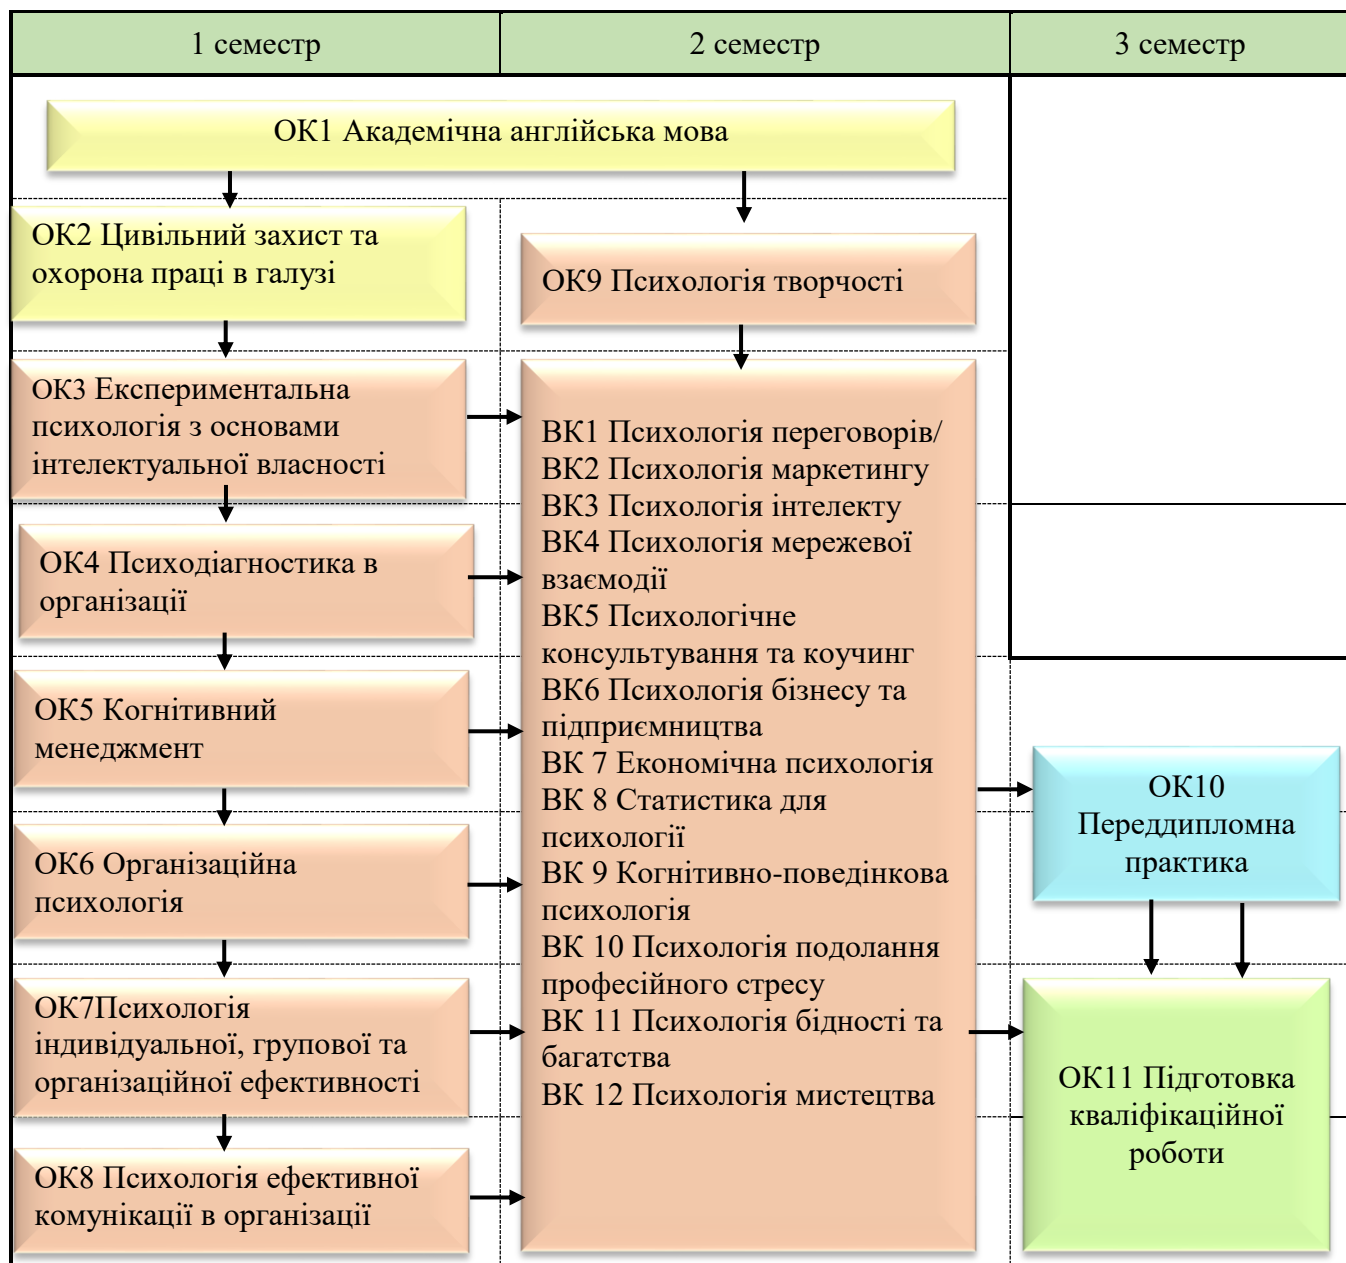 1 семестр
2 семестр
3 семестр
ОК1 Академічна англійська мова
ОК2 Цивільний захист та
охорона праці в галузі
ОК9 Психологія творчості
ОК3 Експериментальна
психологія з основами
інтелектуальної власності
ОК4 Психодіагностика в
організації
ОК5 Когнітивний
менеджмент
ОК6 Організаційна
психологія
ОК7Психологія
індивідуальної, групової та
організаційної ефективності
ОК8 Психологія ефективної
комунікації в організації
ВК1 Психологія переговорів/
ВК2 Психологія маркетингу
ВК3 Психологія інтелекту
ВК4 Психологія мережевої
взаємодії
ВК5 Психологічне
консультування та коучинг
ВК6 Психологія бізнесу та
підприємництва
ВК 7 Економічна психологія
ВК 8 Статистика для
психології
ВК 9 Когнітивно-поведінкова
психологія
ВК 10 Психологія подолання
професійного стресу
ВК 11 Психологія бідності та
багатства
ВК 12 Психологія мистецтва
ОК10
Переддипломна
практика
ОК11 Підготовка
кваліфікаційної
роботи